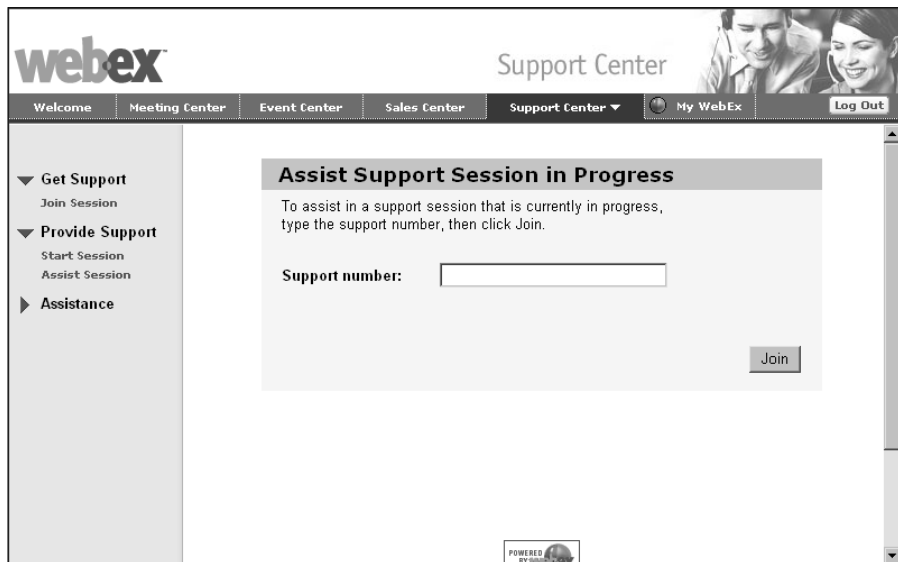 webex™
Support Center
Welcome Meeting Center Event Center Sales Center Support Center My WebEx Log Out
Get Support
Join Session
Provide Support
Start Session
Assist Session
Assistance
Assist Support Session in Progress
To assist in a support session that is currently in progress,
type the support number, then click Join.
Support number:
Join
POWERED
BY